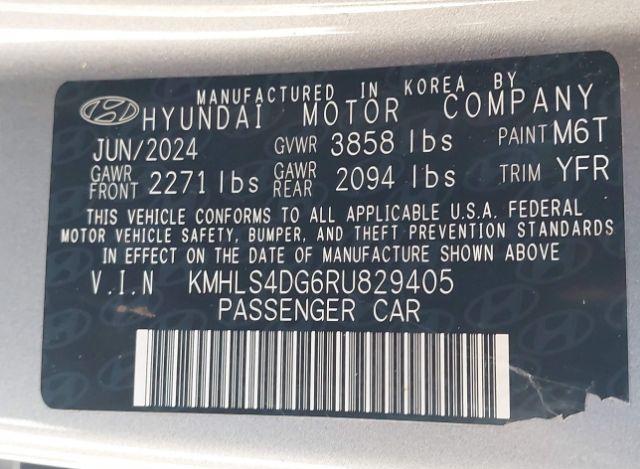 MANUFACTURED IN KOREA BY
HYUNDAI MOTOR COMPANY
JUN/2024 GVWR 3858 lbs PAINT M6T
GAWR FRONT 2271 lbs GAWR REAR 2094 lbs TRIM YFR
THIS VEHICLE CONFORMS TO ALL APPLICABLE U.S.A. FEDERAL
MOTOR VEHICLE SAFETY, BUMPER, AND THEFT PREVENTION STANDARDS
IN EFFECT ON THE DATE OF MANUFACTURE SHOWN ABOVE
V.I.N KMHLS4DG6RU829405
PASSENGER CAR